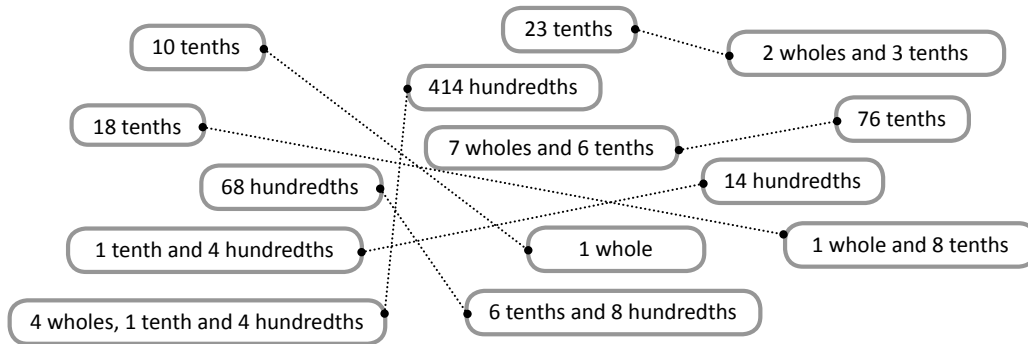 10 tenths
23 tenths
2 wholes and 3 tenths
414 hundredths
18 tenths
76 tenths
7 wholes and 6 tenths
68 hundredths
14 hundredths
1 tenth and 4 hundredths
1 whole
1 whole and 8 tenths
4 wholes, 1 tenth and 4 hundredths
6 tenths and 8 hundredths